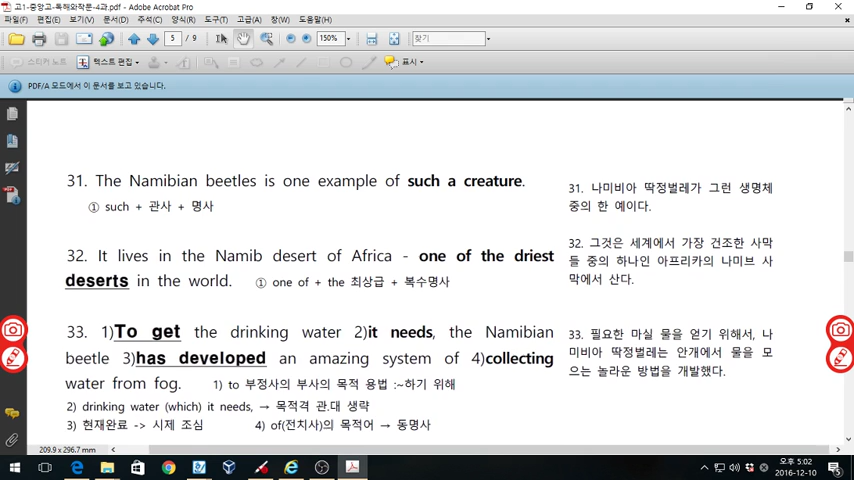 고1-중앙고-독해와작문-4과.pdf - Adobe Acrobat Pro
파일(F) 편집(E) 보기(V) 문서(D) 주석(C) 양식(R) 도구(T) 고급(A) 창(W) 도움말(H)
5 / 9 150% 찾기
스티커 노트 텍스트 편집 표시
PDF/A 모드에서 이 문서를 보고 있습니다.
31. The Namibian beetles is one example of such a creature.
① such + 관사 + 명사
31. 나미비아 딱정벌레가 그런 생명체
중의 한 예이다.
32. It lives in the Namib desert of Africa - one of the driest
deserts in the world. ① one of + the 최상급 + 복수명사
32. 그것은 세계에서 가장 건조한 사막
들 중의 하나인 아프리카의 나미브 사
막에서 산다.
33. 1)To get the drinking water 2)it needs, the Namibian
beetle 3)has developed an amazing system of 4)collecting
water from fog. 1) to 부정사의 부사의 목적 용법 :~하기 위해
2) drinking water (which) it needs, → 목적격 관.대 생략
3) 현재완료 -> 시제 조심 4) of(전치사)의 목적어 → 동명사
33. 필요한 마실 물을 얻기 위해서, 나
미비아 딱정벌레는 안개에서 물을 모
으는 놀라운 방법을 개발했다.
209.9 x 296.7 mm
오후 5:02
2016-12-10
5